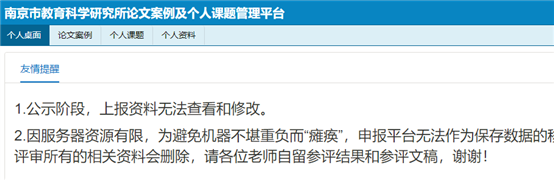 南京市教育科学研究所论文案例及个人课题管理平台
个人桌面 论文案例 个人课题 个人资料
友情提醒
1.公示阶段，上报资料无法查看和修改。
2.因服务器资源有限，为避免机器不堪重负而“瘫痪”，申报平台无法作为保存数据的
评审所有的相关资料会删除，请各位老师自留参评结果和参评文稿，谢谢！